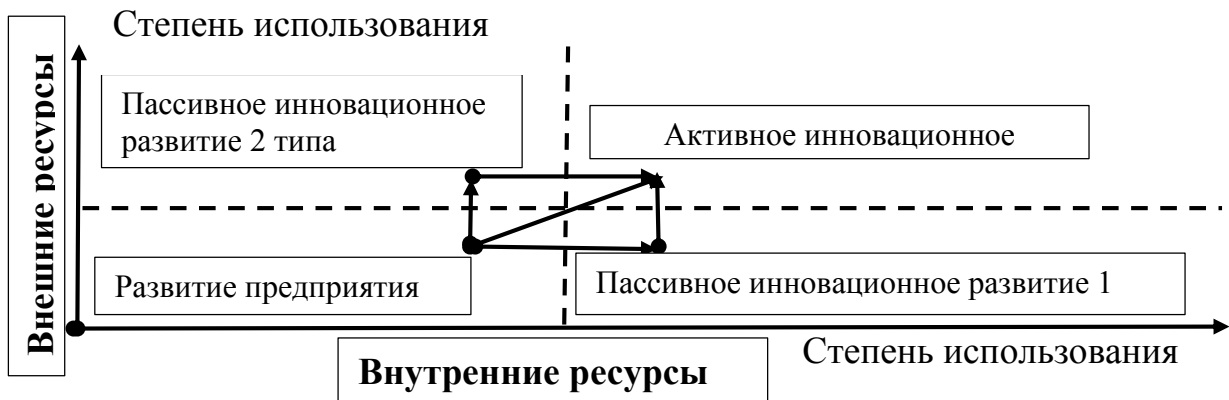 Степень использования
Внешние ресурсы
Пассивное инновационное
развитие 2 типа
Активное инновационное
Развитие предприятия
Пассивное инновационное развитие 1
Степень использования
Внутренние ресурсы